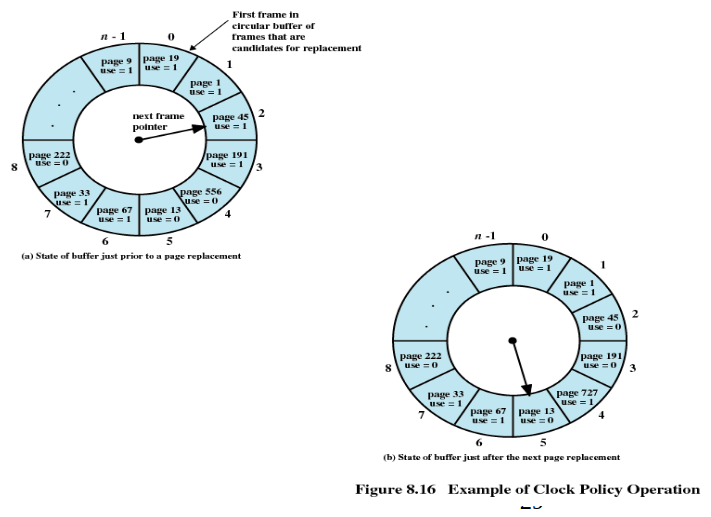 First frame in
circular buffer of
frames that are
candidates for replacement
n - 1
0
page 9
use = 1
page 19
use = 1
1
page 1
use = 1
2
page 45
use = 1
next frame
pointer
page 191
use = 1
3
page 556
use = 0
4
page 13
use = 0
5
page 67
use = 1
6
page 33
use = 1
7
page 222
use = 0
8
(a) State of buffer just prior to a page replacement
n -1
0
page 9
use = 1
page 19
use = 1
1
page 1
use = 1
2
page 45
use = 0
page 191
use = 0
3
page 727
use = 1
4
page 13
use = 0
5
page 67
use = 1
6
page 33
use = 1
7
page 222
use = 0
8
(b) State of buffer just after the next page replacement
Figure 8.16 Example of Clock Policy Operation